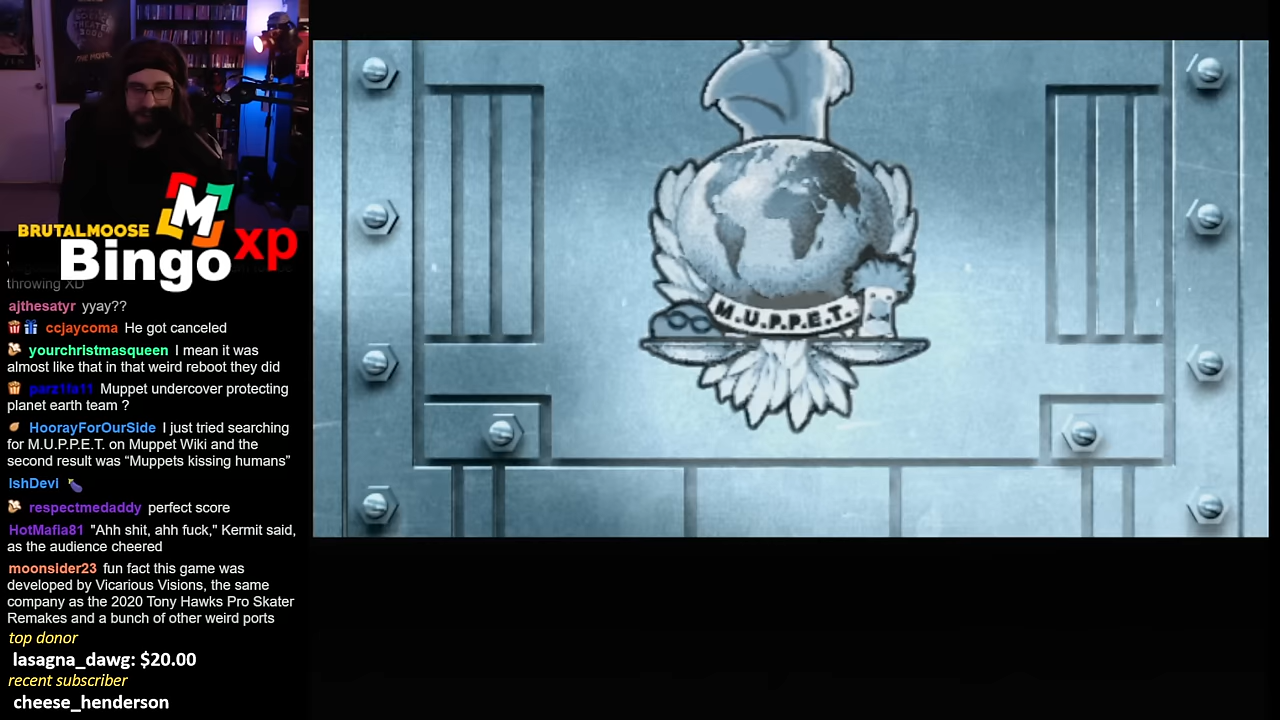 BRUTALMOOSE
M
Bingo
xp
throwing XD
ajthesatyr yyay??
ccjaycoma He got canceled
yourchristmasqueen I mean it was
almost like that in that weird reboot they did
parz1fa11 Muppet undercover protecting
planet earth team ?
HoorayForOurSide I just tried searching
for M.U.P.P.E.T. on Muppet Wiki and the
second result was “Muppets kissing humans”
IshDevi
respectmedaddy perfect score
HotMafia81 "Ahh shit, ahh fuck," Kermit said,
as the audience cheered
moonsider23 fun fact this game was
developed by Vicarious Visions, the same
company as the 2020 Tony Hawks Pro Skater
Remakes and a bunch of other weird ports
top donor
lasagna_dawg: $20.00
recent subscriber
cheese_henderson
M.U.P.P.E.T.